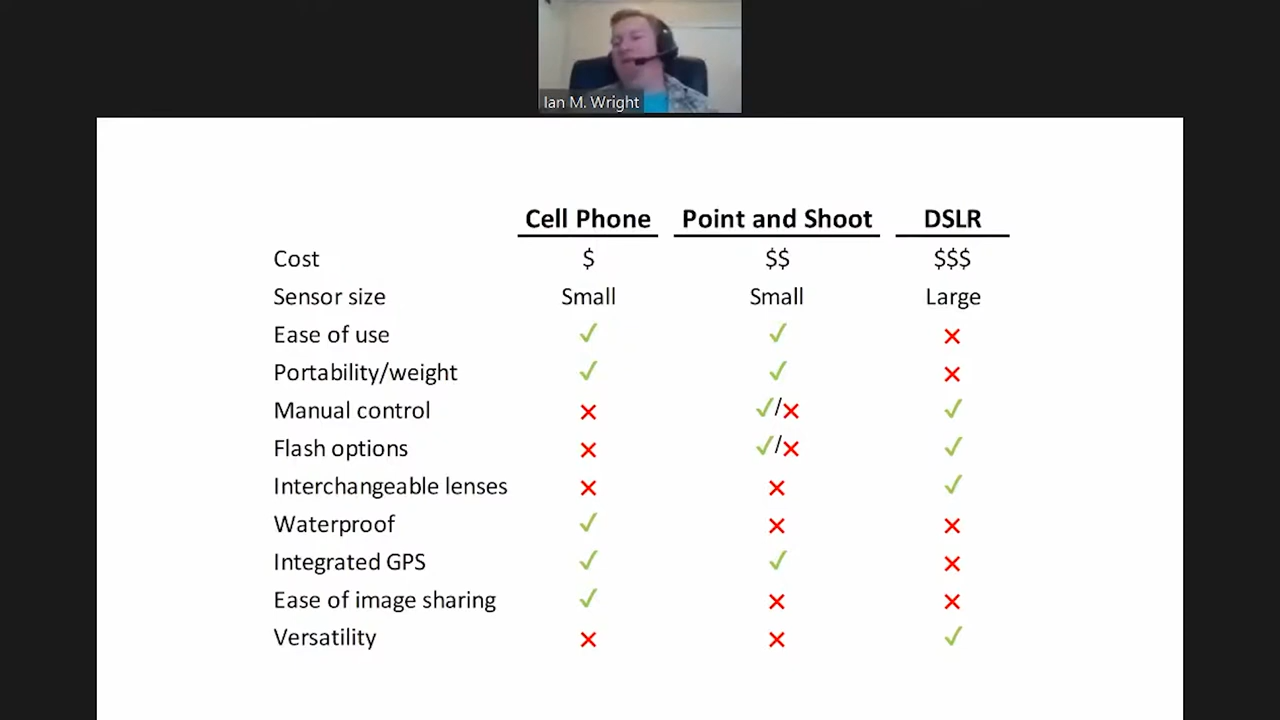 Ian M. Wright
Cell Phone Point and Shoot DSLR
Cost $ $$ $$$
Sensor size Small Small Large
Ease of use ✓ ✓ ✗
Portability/weight ✓ ✓ ✗
Manual control ✗ ✓/✗ ✓
Flash options ✗ ✓/✗ ✓
Interchangeable lenses ✗ ✗ ✓
Waterproof ✓ ✗ ✗
Integrated GPS ✓ ✓ ✗
Ease of image sharing ✓ ✗ ✗
Versatility ✗ ✗ ✓